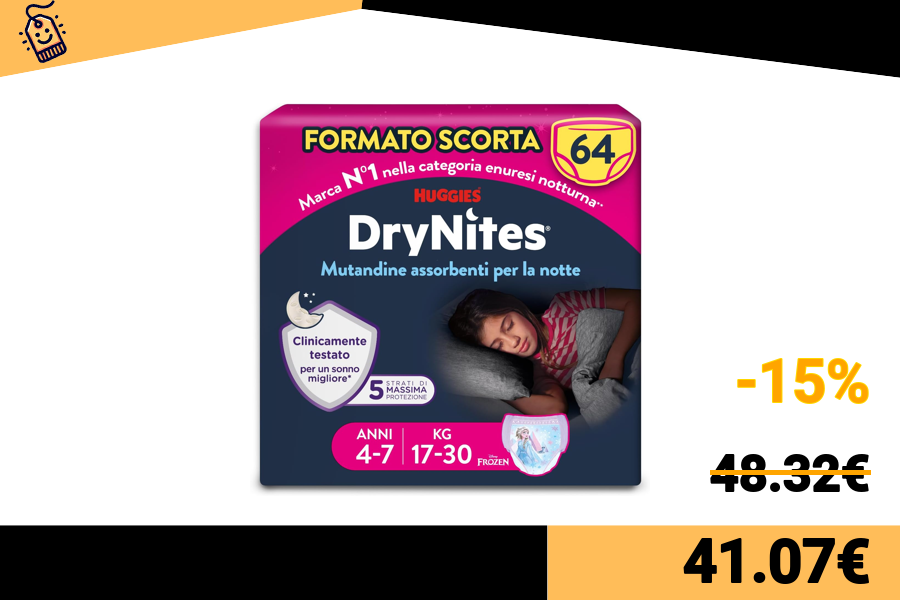 FORMATO SCORTA
64
Marca N°1 nella categoria enuresi notturna**
HUGGIES
DryNites®
Mutandine assorbenti per la notte
Clinicamente
testato
per un sonno
migliore*
5 STRATI DI
MASSIMA
PROTEZIONE
ANNI
4-7
KG
17-30
Disney
FROZEN
-15%
48.32€
41.07€